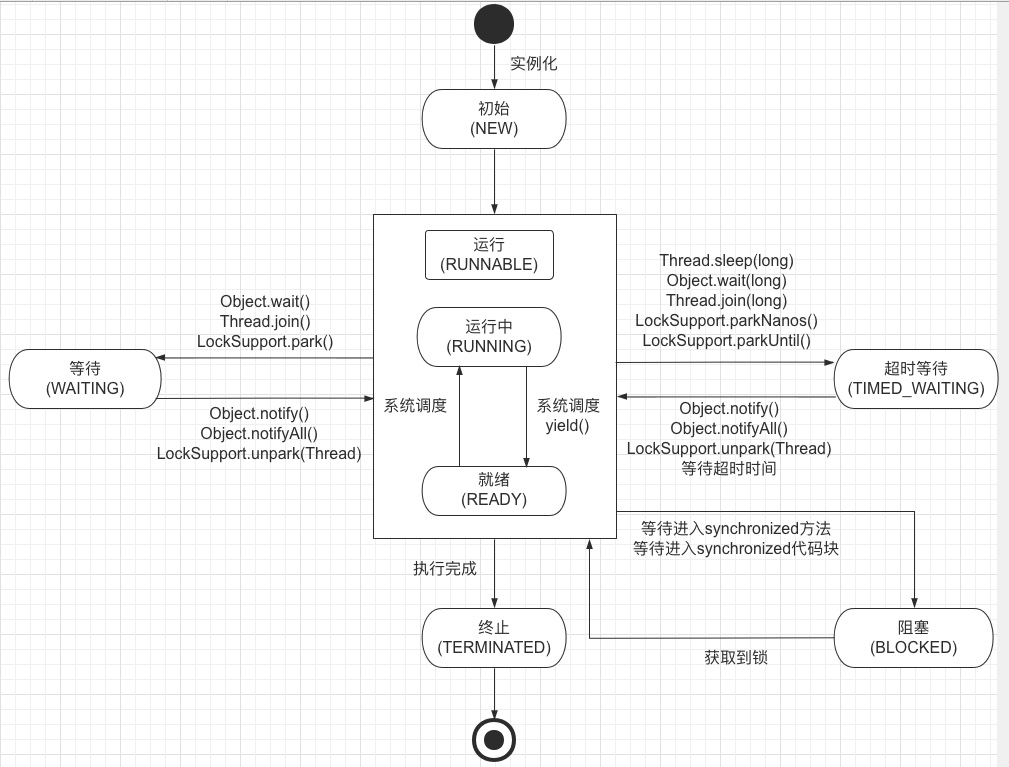 实例化
初始
(NEW)
运行
(RUNNABLE)
运行中
(RUNNING)
系统调度
系统调度
yield()
就绪
(READY)
Object.wait()
Thread.join()
LockSupport.park()
等待
(WAITING)
Object.notify()
Object.notifyAll()
LockSupport.unpark(Thread)
Thread.sleep(long)
Object.wait(long)
Thread.join(long)
LockSupport.parkNanos()
LockSupport.parkUntil()
超时等待
(TIMED_WAITING)
Object.notify()
Object.notifyAll()
LockSupport.unpark(Thread)
等待超时时间
等待进入synchronized方法
等待进入synchronized代码块
阻塞
(BLOCKED)
获取到锁
执行完成
终止
(TERMINATED)